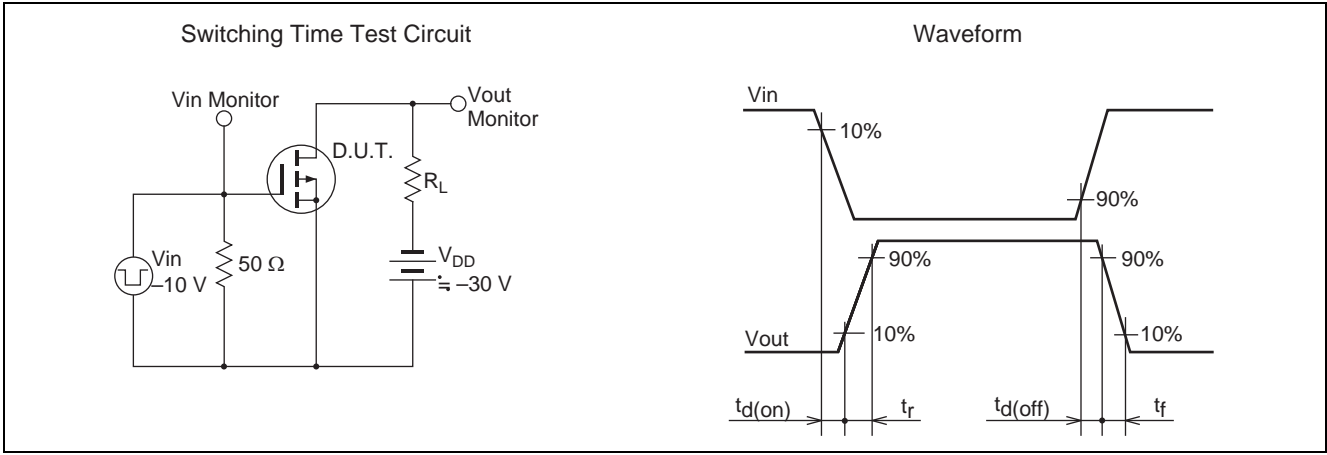 Switching Time Test Circuit
Vin Monitor
Vout
Monitor
D.U.T.
RL
Vin
–10 V
50 Ω
VDD
≒ –30 V
Waveform
Vin
10%
90%
90%
90%
Vout
10%
10%
td(on)
tr
td(off)
tf